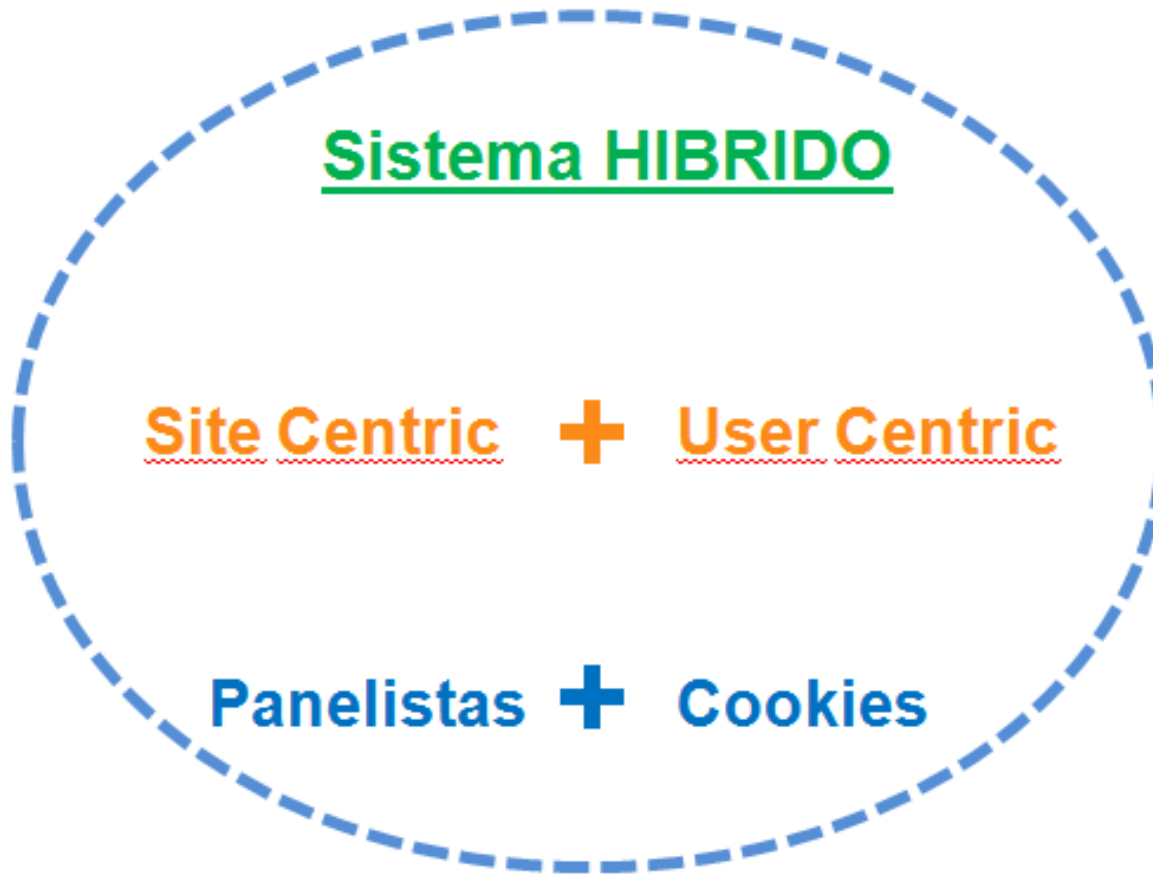 Sistema HIBRIDO
Site Centric + User Centric
Panelistas + Cookies